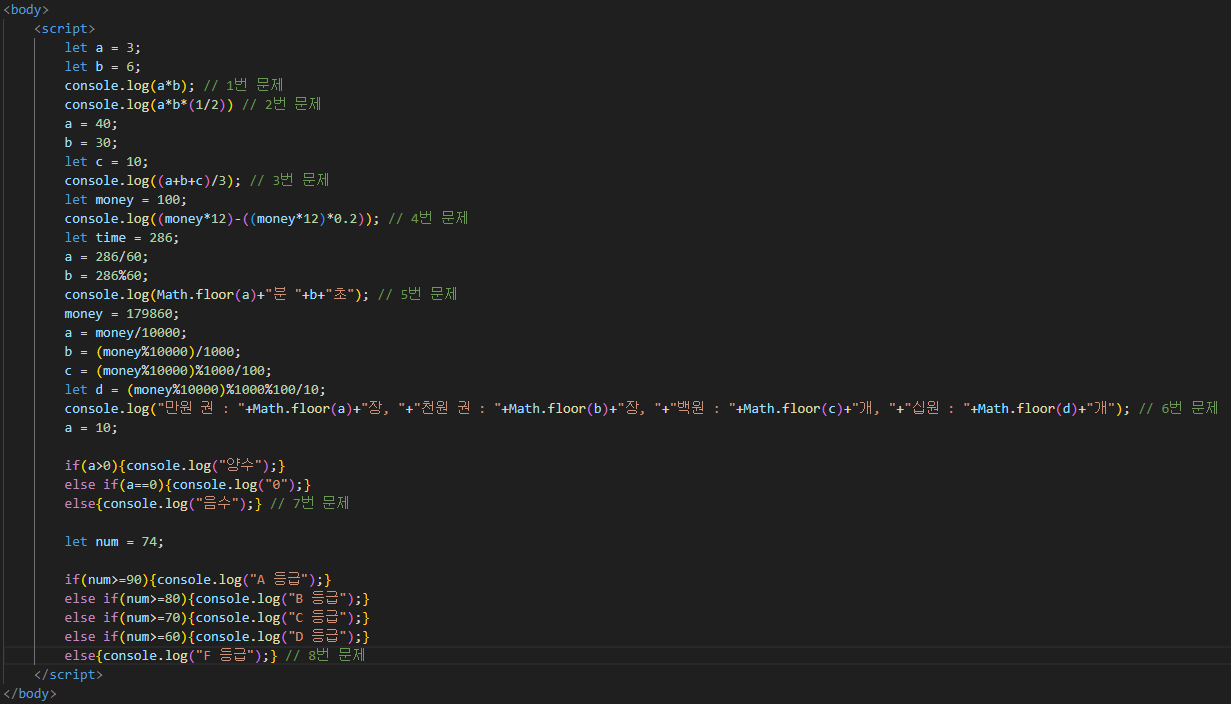 <body>
<script>
let a = 3;
let b = 6;
console.log(a*b); // 1번 문제
console.log(a*b*(1/2)) // 2번 문제
a = 40;
b = 30;
let c = 10;
console.log((a+b+c)/3); // 3번 문제
let money = 100;
console.log((money*12)-((money*12)*0.2)); // 4번 문제
let time = 286;
a = 286/60;
b = 286%60;
console.log(Math.floor(a)+"분 "+b+"초"); // 5번 문제
money = 179860;
a = money/10000;
b = (money%10000)/1000;
c = (money%10000)%1000/100;
let d = (money%10000)%1000%100/10;
console.log("만원 권 : "+Math.floor(a)+"장, "+"천원 권 : "+Math.floor(b)+"장, "+"백원 : "+Math.floor(c)+"개, "+"십원 : "+Math.floor(d)+"개"); // 6번 문제
a = 10;
if(a>0){console.log("양수");}
else if(a==0){console.log("0");}
else{console.log("음수");} // 7번 문제
let num = 74;
if(num>=90){console.log("A 등급");}
else if(num>=80){console.log("B 등급");}
else if(num>=70){console.log("C 등급");}
else if(num>=60){console.log("D 등급");}
else{console.log("F 등급");} // 8번 문제
</script>
</body>